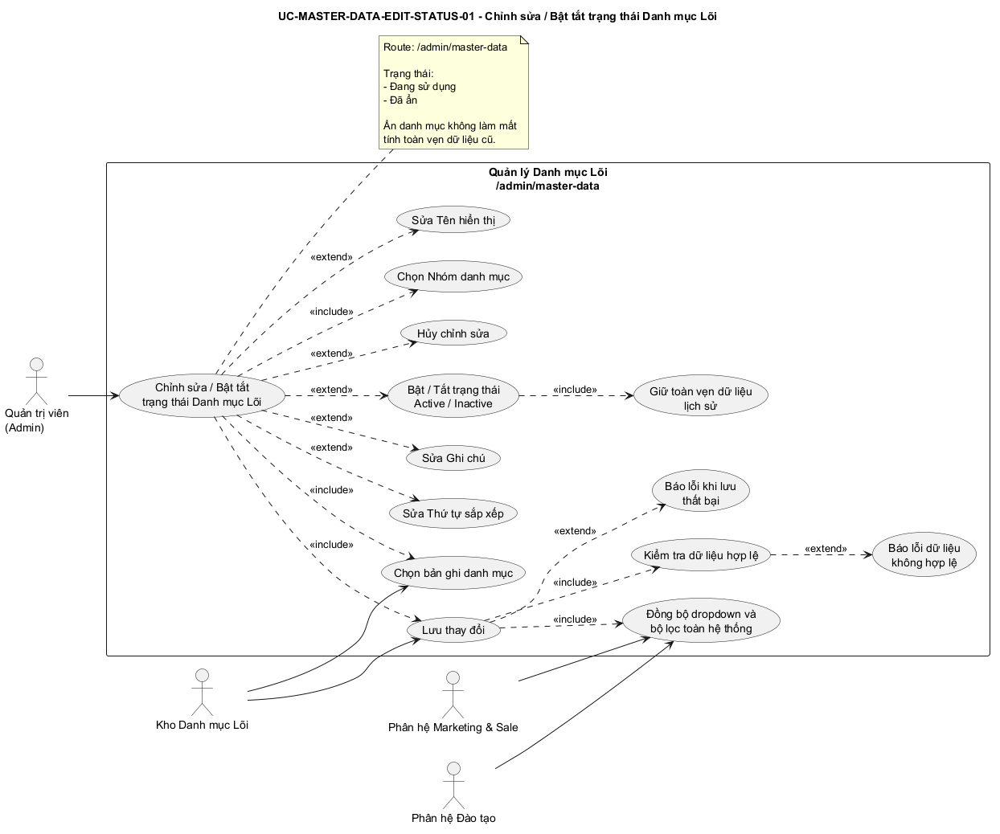 UC-MASTER-DATA-EDIT-STATUS-01 - Chỉnh sửa / Bật tắt trạng thái Danh mục Lõi
Route: /admin/master-data
Trạng thái:
- Đang sử dụng
- Đã ẩn
Ẩn danh mục không làm mất
tính toàn vẹn dữ liệu cũ.
Quản lý Danh mục Lõi
/admin/master-data
Sửa Tên hiển thị
«extend»
Chọn Nhóm danh mục
«include»
Hủy chỉnh sửa
«extend»
Chỉnh sửa / Bật tắt
trạng thái Danh mục Lõi
«extend»
Bật / Tắt trạng thái
Active / Inactive
«include»
Giữ toàn vẹn dữ liệu
lịch sử
Quản trị viên
(Admin)
«extend»
Sửa Ghi chú
«extend»
Sửa Thứ tự sắp xếp
«include»
Báo lỗi khi lưu
thất bại
«extend»
«include»
Chọn bản ghi danh mục
Kiểm tra dữ liệu hợp lệ
«extend»
Báo lỗi dữ liệu
không hợp lệ
«include»
Lưu thay đổi
«include»
Đồng bộ dropdown và
bộ lọc toàn hệ thống
Kho Danh mục Lõi
Phân hệ Marketing & Sale
Phân hệ Đào tạo